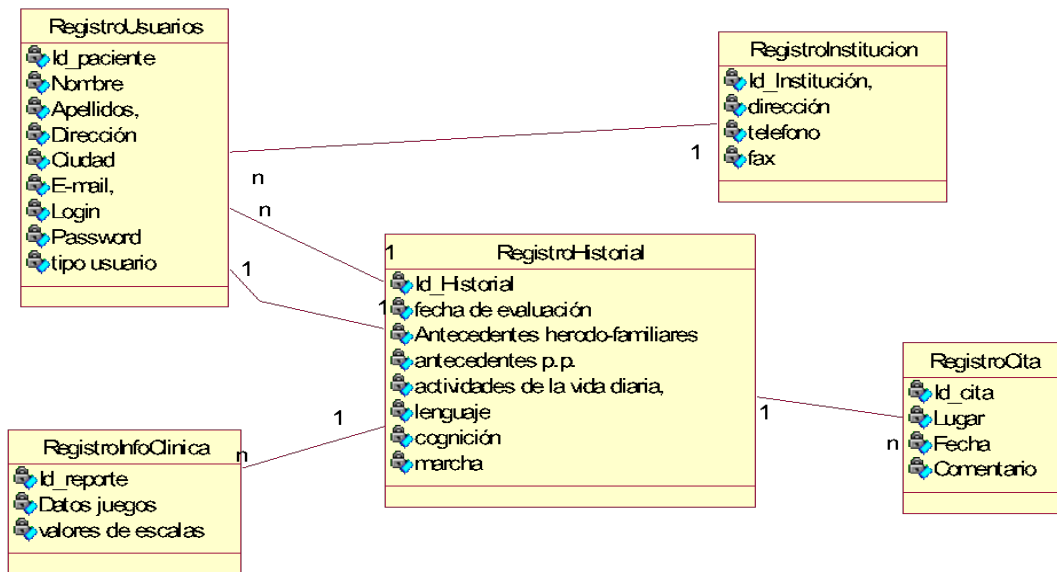 RegistroUsuarios
Id_paciente
Nombre
Apellidos,
Dirección
Ciudad
E-mail,
Login
Password
tipo usuario
RegistroInstitucion
Id_Institución,
dirección
telefono
fax
n
1
n
1
1
1
RegistroHistorial
Id_Historial
fecha de evaluación
Antecedentes herodo-familiares
antecedentes p.p.
actividades de la vida diaria,
lenguaje
cognición
marcha
RegistroCita
Id_cita
Lugar
Fecha
Comentario
1
n
1
n
RegistroInfoClinica
Id_reporte
Datos juegos
valores de escalas